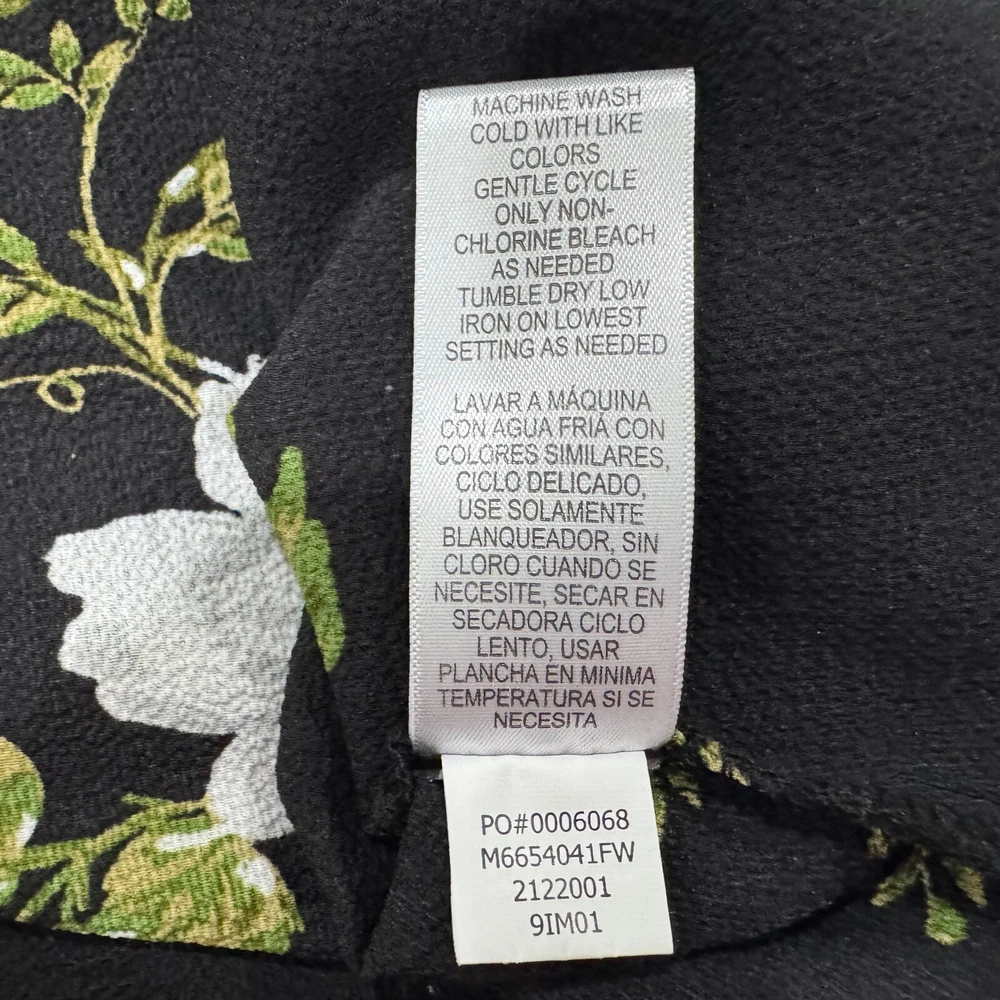 MACHINE WASH
COLD WITH LIKE
COLORS
GENTLE CYCLE
ONLY NON-
CHLORINE BLEACH
AS NEEDED
TUMBLE DRY LOW
IRON ON LOWEST
SETTING AS NEEDED
LAVAR A MÁQUINA
CON AGUA FRIA CON
COLORES SIMILARES,
CICLO DELICADO,
USE SOLAMENTE
BLANQUEADOR, SIN
CLORO CUANDO SE
NECESITE, SECAR EN
SECADORA CICLO
LENTO, USAR
PLANCHA EN MINIMA
TEMPERATURA SI SE
NECESITA
PO#0006068
M6654041FW
2122001
9IM01